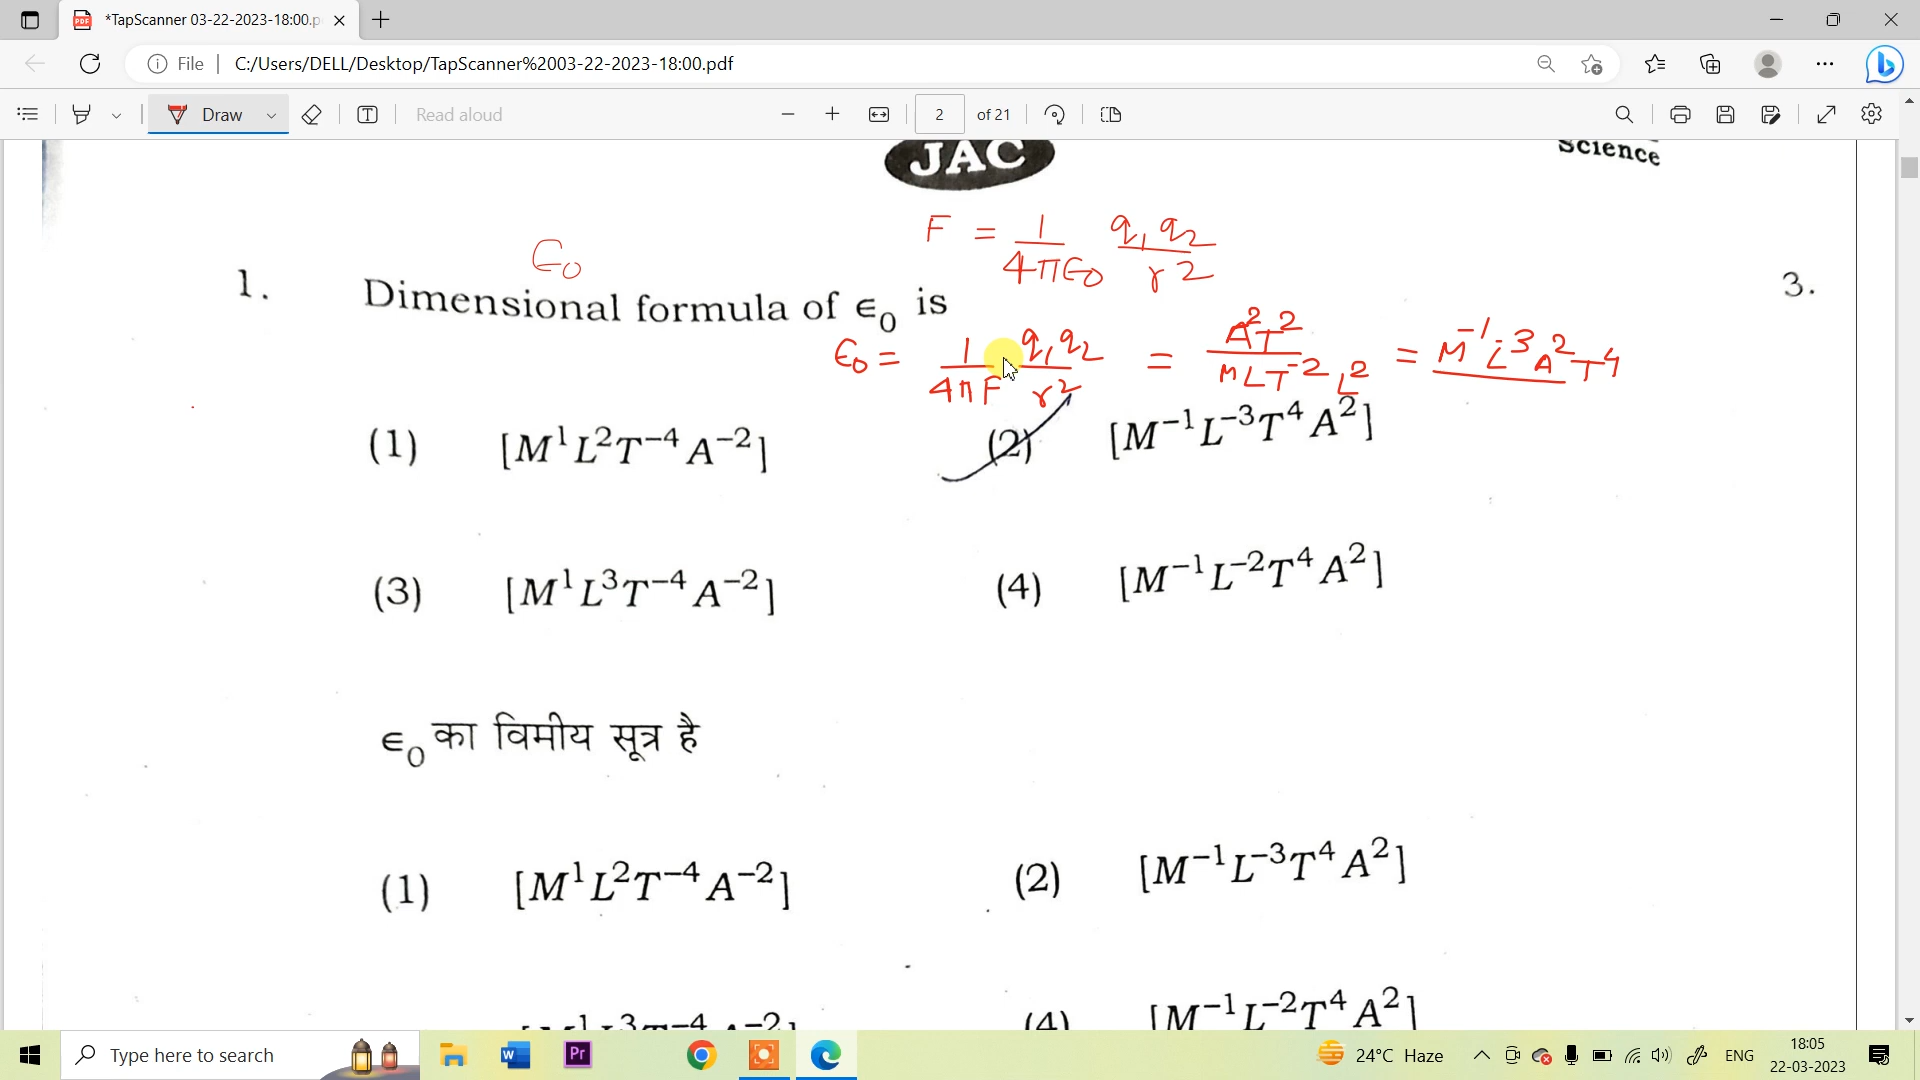 *TapScanner 03-22-2023-18:00.p
File | C:/Users/DELL/Desktop/TapScanner%2003-22-2023-18:00.pdf
Draw Read aloud 2 of 21
JAC
Science
F = 1/4πϵ₀ q₁q₂/r²
ϵ₀
1. Dimensional formula of ϵ₀ is
3.
ϵ₀ = 1/4πF q₁q₂/r² = A²T²/MLT⁻²L² = M⁻¹L⁻³A²T⁴
(1) [M¹L²T⁻⁴A⁻²] (2) [M⁻¹L⁻³T⁴A²]
(3) [M¹L³T⁻⁴A⁻²] (4) [M⁻¹L⁻²T⁴A²]
ϵ₀ का विमीय सूत्र है
(1) [M¹L²T⁻⁴A⁻²] (2) [M⁻¹L⁻³T⁴A²]
[M¹L³T⁻⁴A⁻²] (4) [M⁻¹L⁻²T⁴A²]
Type here to search W Pr 24°C Haze ENG 18:05
22-03-2023